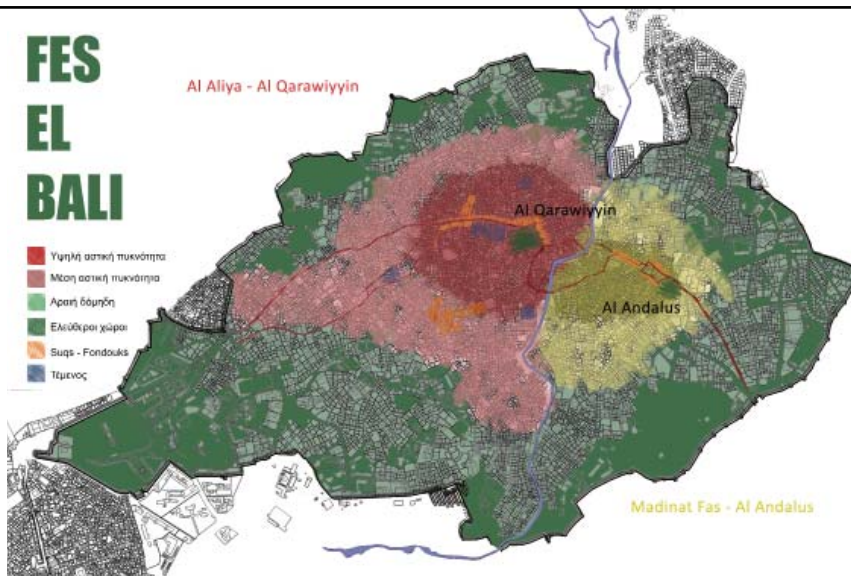 FES
EL
BALI
Al Aliya - Al Qarawiyyin
Al Qarawiyyin
Al Andalus
Υψηλή αστική πυκνότητα
Μέση αστική πυκνότητα
Αραιή δόμηση
Ελεύθεροι χώροι
Suqs - Fondouks
Τέμενος
Madinat Fas - Al Andalus